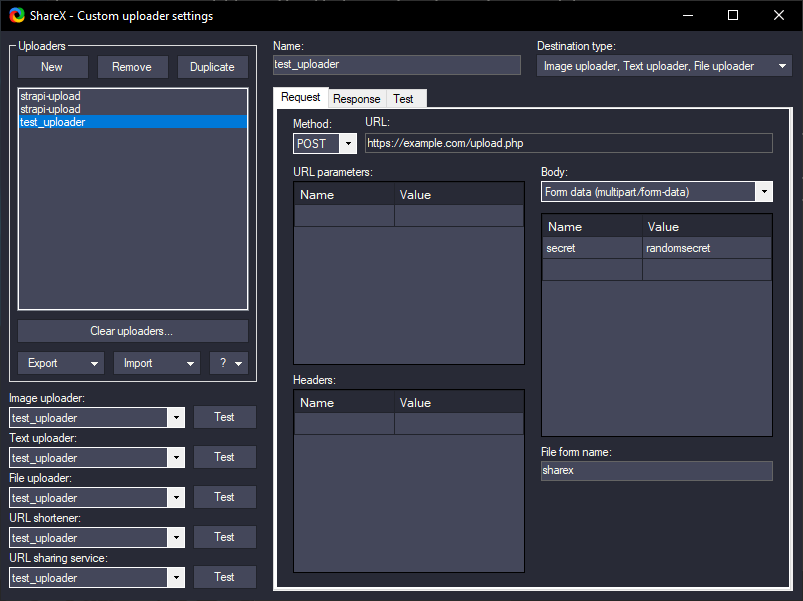 ShareX - Custom uploader settings
Uploaders
New Remove Duplicate
strapi-upload
strapi-upload
test_uploader
Clear uploaders...
Export Import ?
Image uploader:
test_uploader Test
Text uploader:
test_uploader Test
File uploader:
test_uploader Test
URL shortener:
test_uploader Test
URL sharing service:
test_uploader Test
Name:
test_uploader
Destination type:
Image uploader, Text uploader, File uploader
Request Response Test
Method: URL:
POST https://example.com/upload.php
URL parameters:
Name Value
Headers:
Name Value
Body:
Form data (multipart/form-data)
Name Value
secret randomsecret
File form name:
sharex